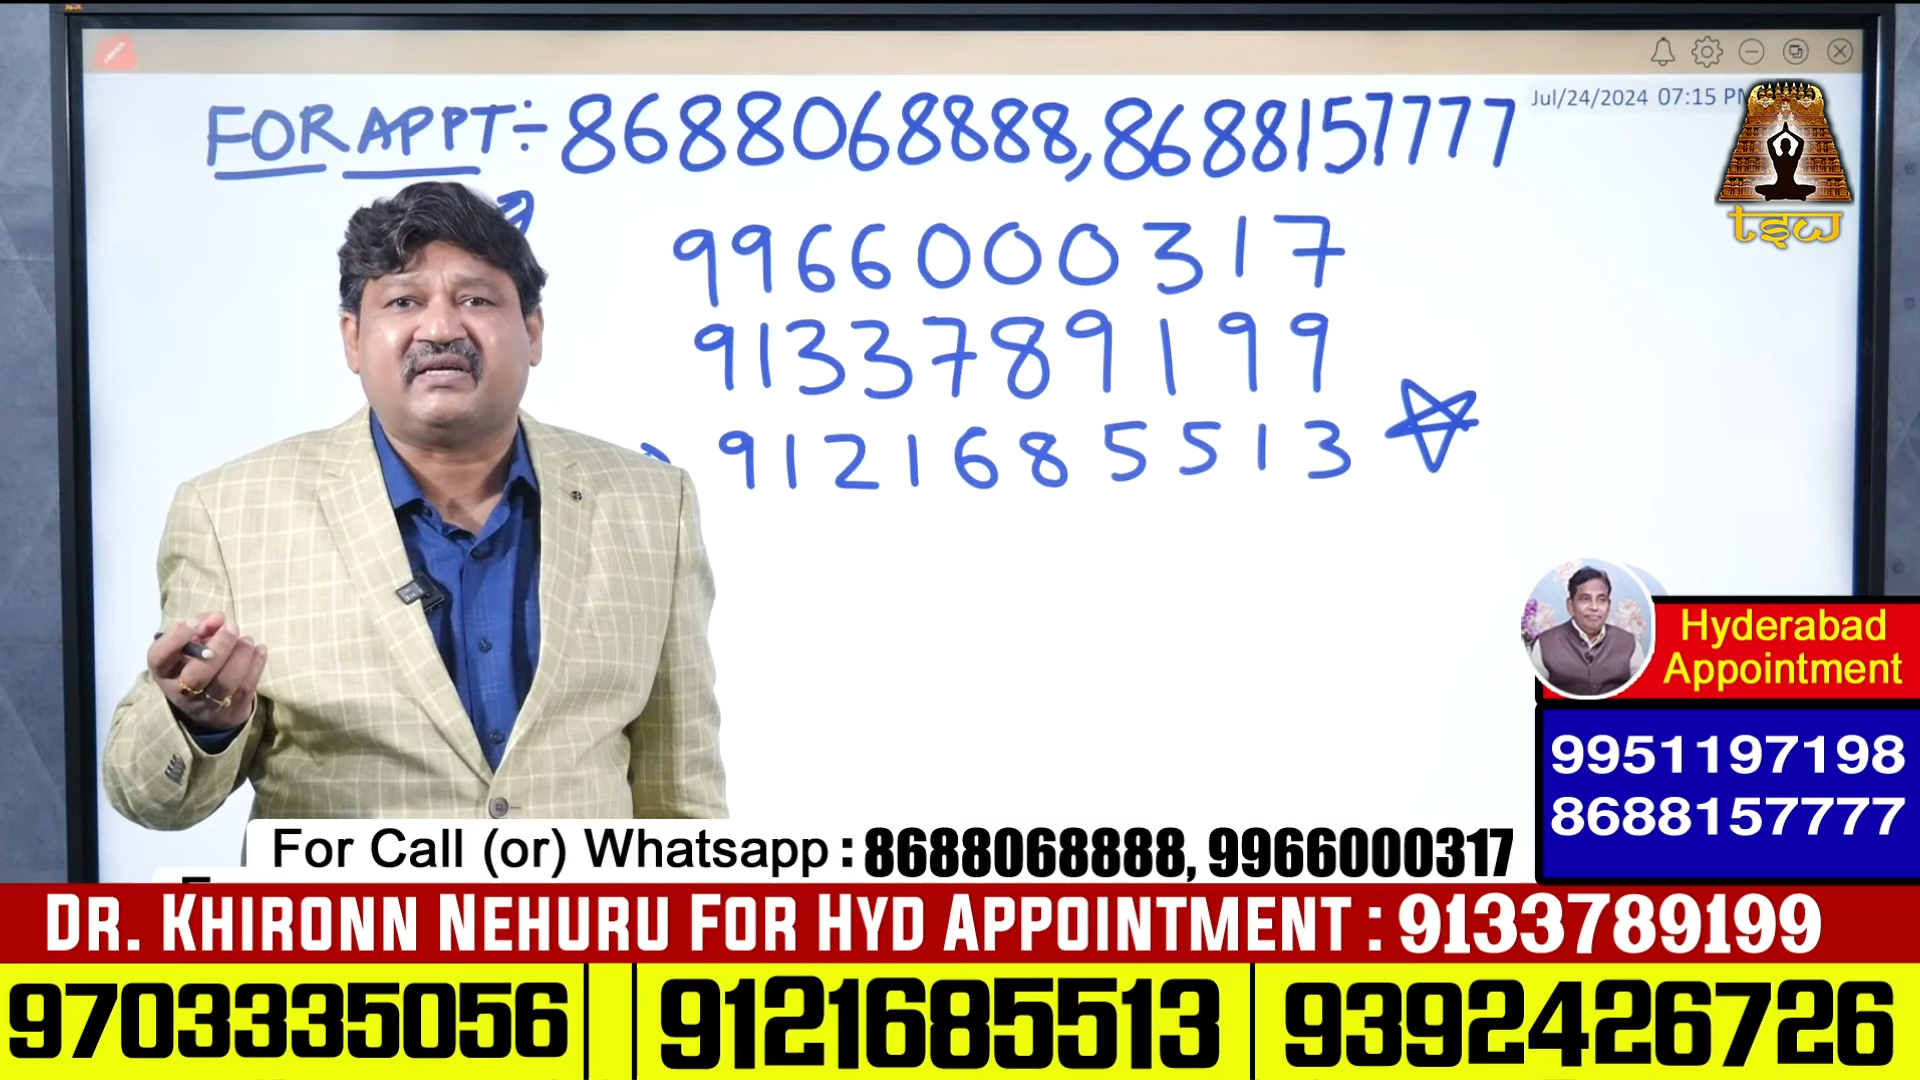 Jul/24/2024 07:15 PM
FOR APPT:- 8688068888, 8688157777
TSW
9966000317
9133789199
9121685513
Hyderabad
Appointment
9951197198
8688157777
For Call (or) Whatsapp : 8688068888, 9966000317
DR. KHIRONN NEHURU FOR HYD APPOINTMENT : 9133789199
9703335056
9121685513
9392426726